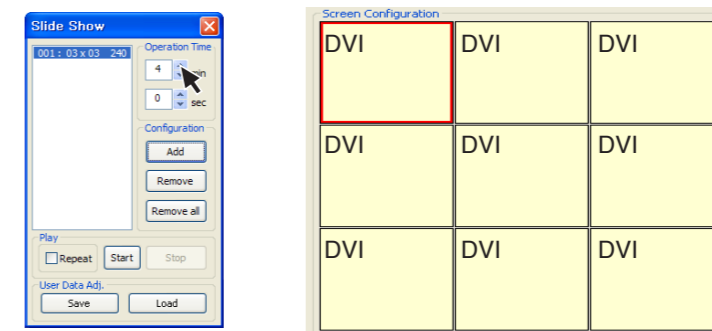 Slide Show
001 : 03 x 03 240
Operation Time
4 min
0 sec
Configuration
Add
Remove
Remove all
Play
Repeat Start Stop
User Data Adj.
Save Load
Screen Configuration
DVI DVI DVI
DVI DVI DVI
DVI DVI DVI